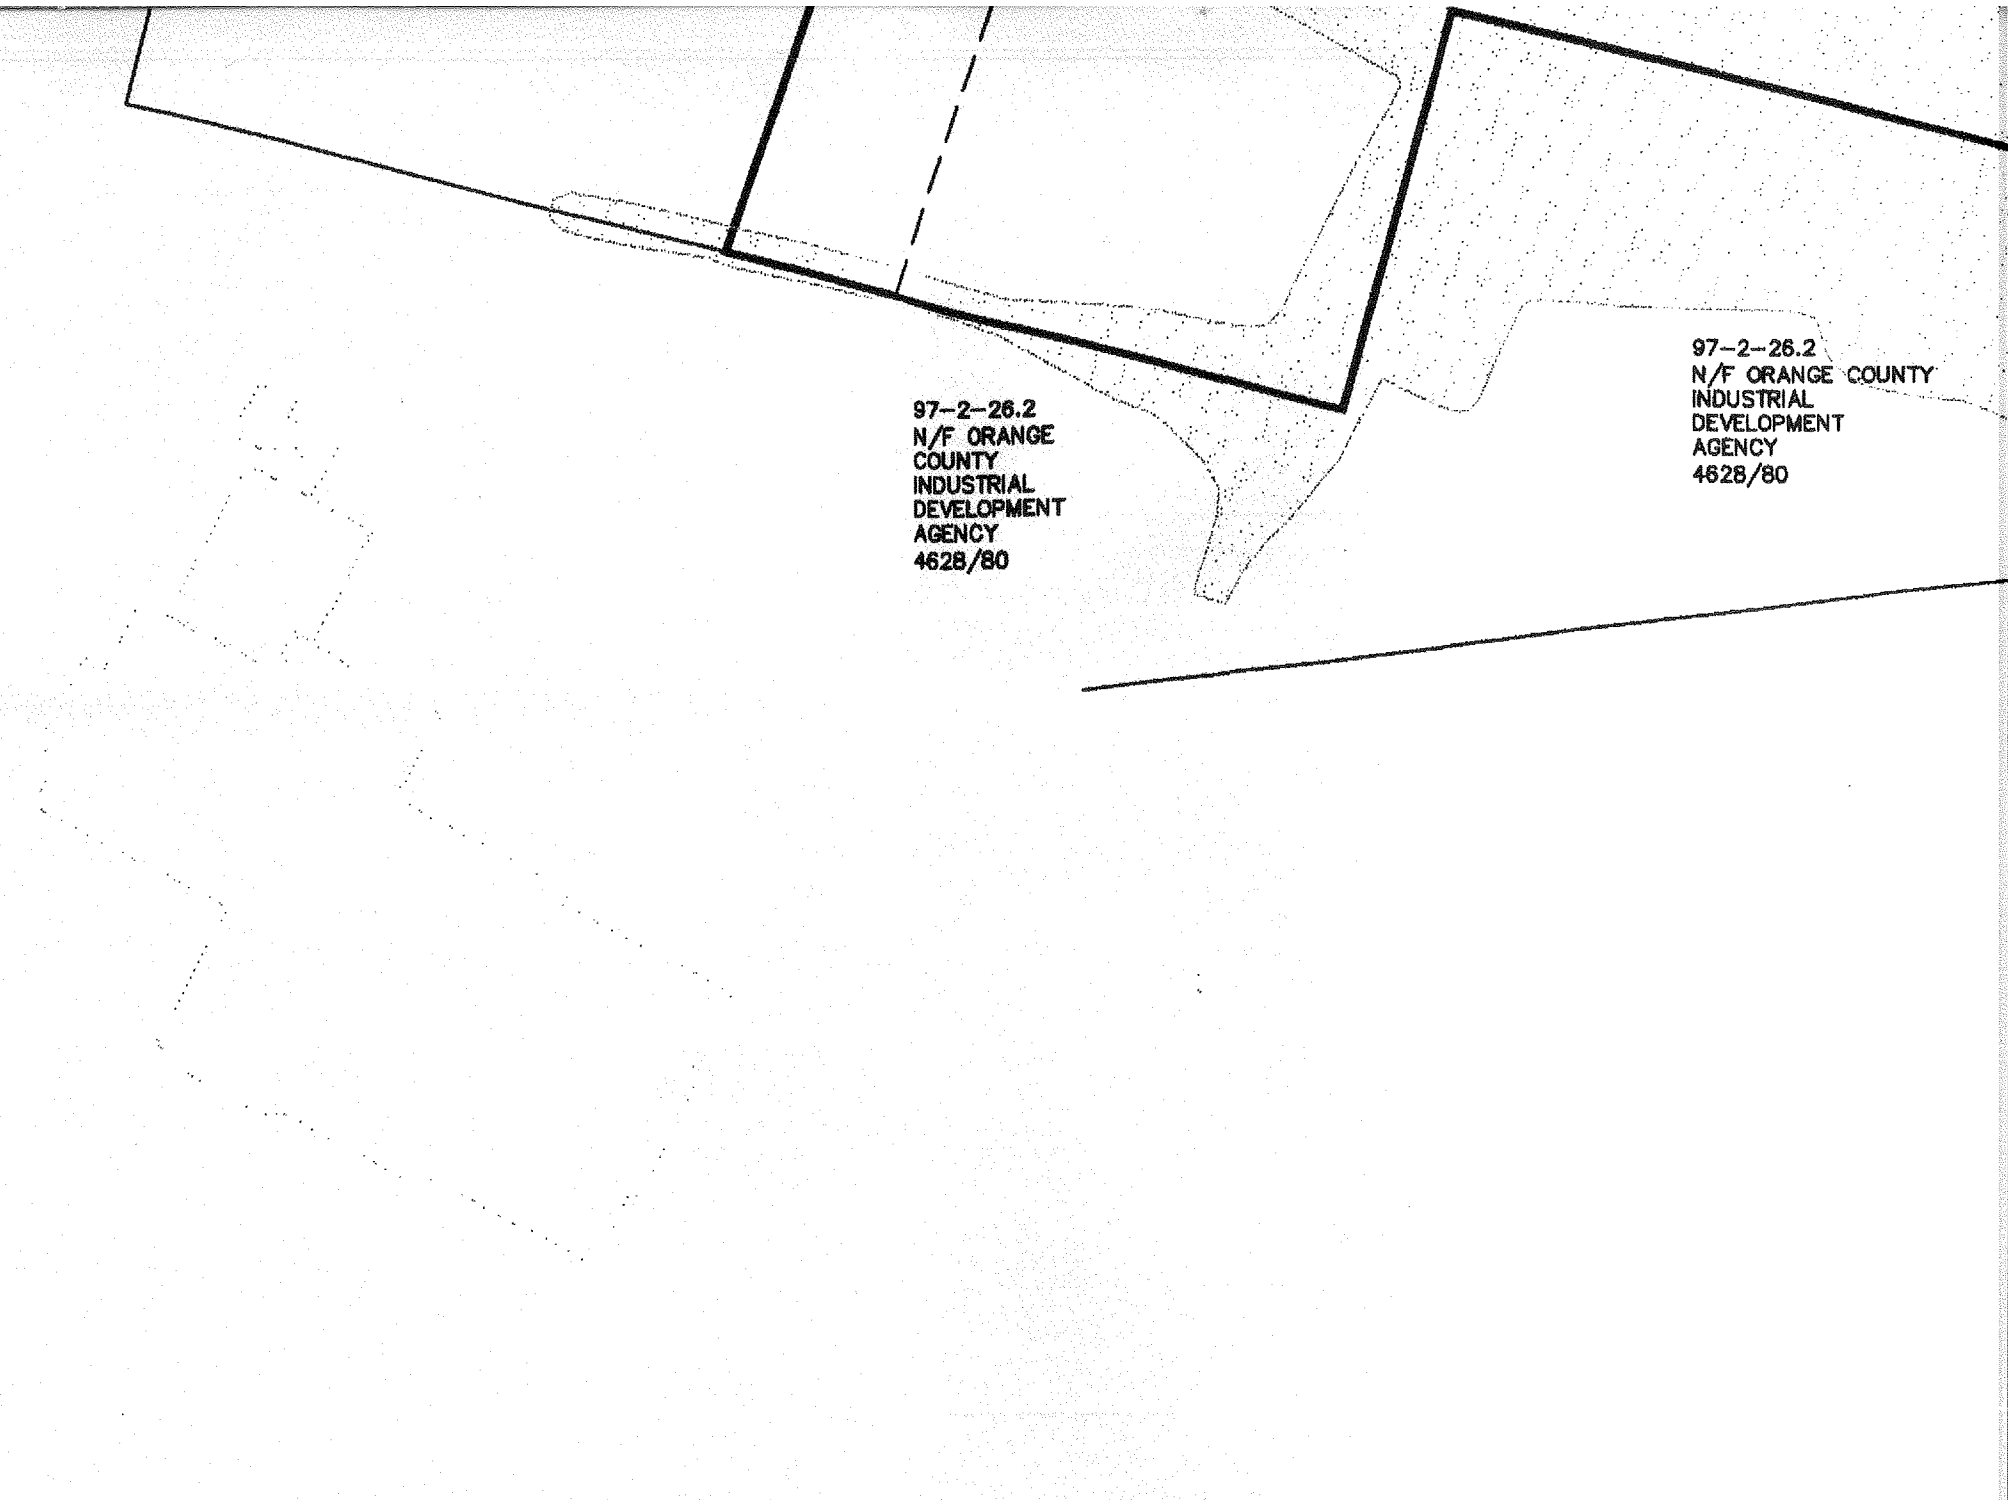 97-2-26.2
N/F ORANGE
COUNTY
INDUSTRIAL
DEVELOPMENT
AGENCY
4628/80
97-2-26.2
N/F ORANGE COUNTY
INDUSTRIAL
DEVELOPMENT
AGENCY
4628/80